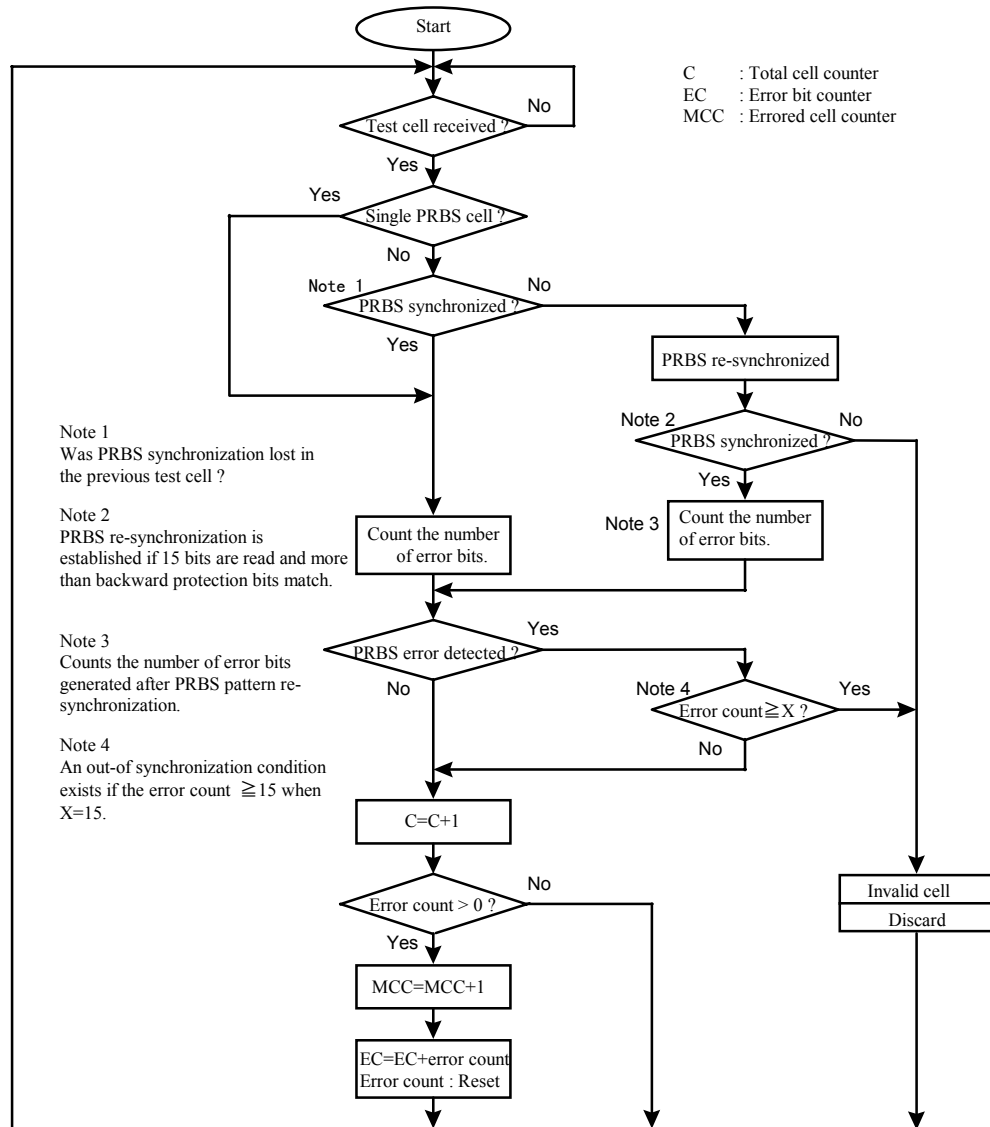 Start
C : Total cell counter
EC : Error bit counter
MCC : Errored cell counter
No
Test cell received ?
Yes
Yes
Single PRBS cell ?
No
Note 1
No
PRBS synchronized ?
Yes
PRBS re-synchronized
Note 2
No
PRBS synchronized ?
Yes
Note 1
Was PRBS synchronization lost in
the previous test cell ?
Note 2
PRBS re-synchronization is
established if 15 bits are read and more
than backward protection bits match.
Count the number
of error bits.
Note 3
Count the number
of error bits.
Note 3
Counts the number of error bits
generated after PRBS pattern re-
synchronization.
Yes
PRBS error detected ?
No
Note 4
Yes
Error count≧X ?
No
Note 4
An out-of synchronization condition
exists if the error count ≧15 when
X=15.
C=C+1
No
Error count > 0 ?
Yes
Invalid cell
Discard
MCC=MCC+1
EC=EC+error count
Error count : Reset